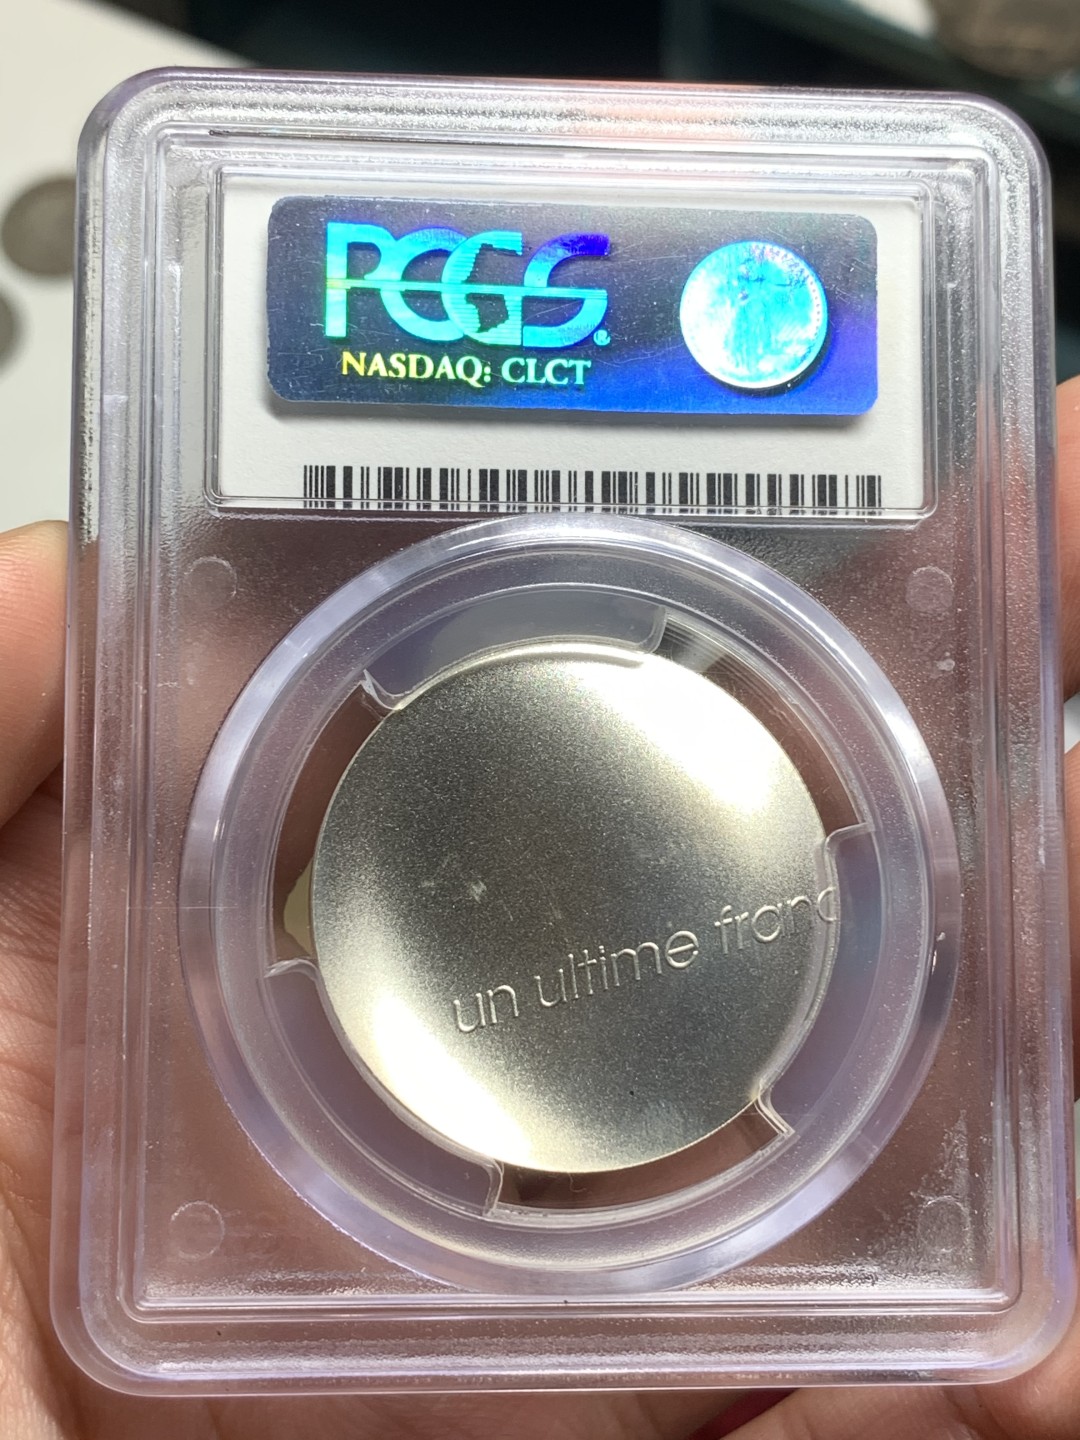 PCGS®
NASDAQ: CLCT
un ultime franc